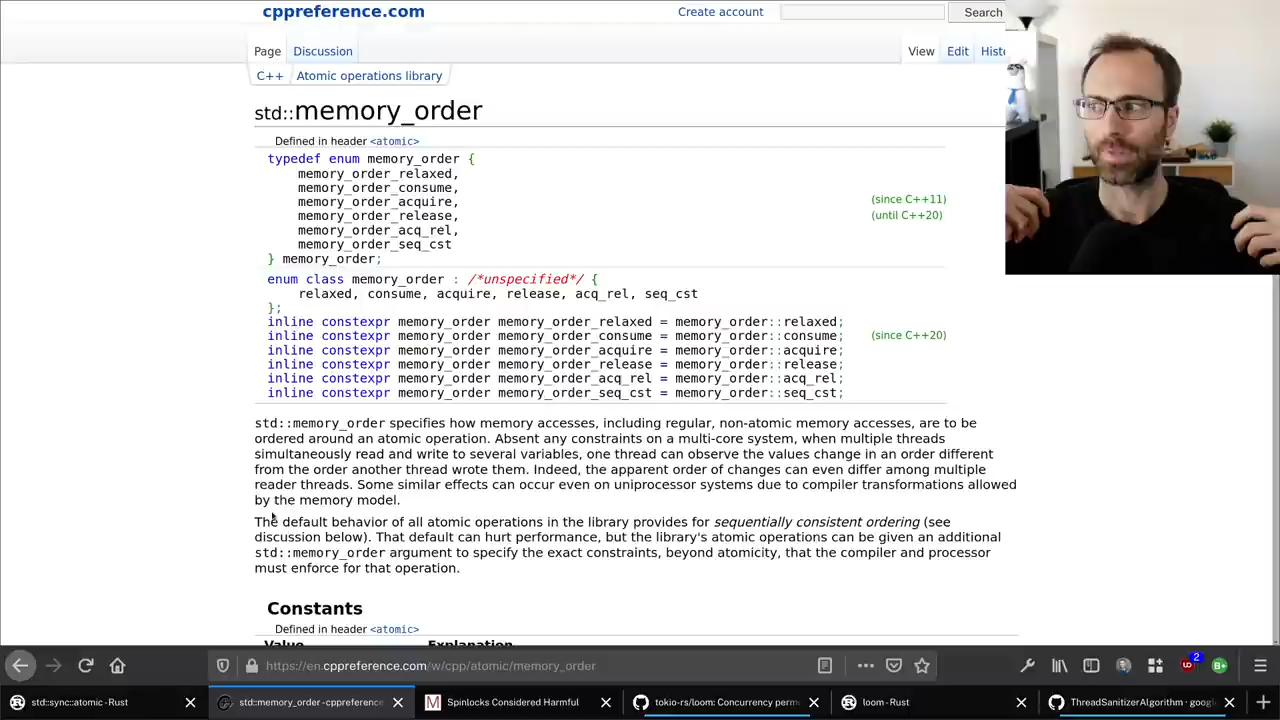 cppreference.com
Create account
Search
Page
Discussion
View
Edit
C++
Atomic operations library
std::memory_order
Defined in header <atomic>
typedef enum memory_order {
memory_order_relaxed,
memory_order_consume,
memory_order_acquire,
memory_order_release,
memory_order_acq_rel,
memory_order_seq_cst
} memory_order;
(since C++11)
(until C++20)
enum class memory_order : /*unspecified*/ {
relaxed, consume, acquire, release, acq_rel, seq_cst
};
inline constexpr memory_order memory_order_relaxed = memory_order::relaxed;
inline constexpr memory_order memory_order_consume = memory_order::consume;
inline constexpr memory_order memory_order_acquire = memory_order::acquire;
inline constexpr memory_order memory_order_release = memory_order::release;
inline constexpr memory_order memory_order_acq_rel = memory_order::acq_rel;
inline constexpr memory_order memory_order_seq_cst = memory_order::seq_cst;
(since C++20)
std::memory_order specifies how memory accesses, including regular, non-atomic memory accesses, are to be
ordered around an atomic operation. Absent any constraints on a multi-core system, when multiple threads
simultaneously read and write to several variables, one thread can observe the values change in an order different
from the order another thread wrote them. Indeed, the apparent order of changes can even differ among multiple
reader threads. Some similar effects can occur even on uniprocessor systems due to compiler transformations allowed
by the memory model.
The default behavior of all atomic operations in the library provides for sequentially consistent ordering (see
discussion below). That default can hurt performance, but the library's atomic operations can be given an additional
std::memory_order argument to specify the exact constraints, beyond atomicity, that the compiler and processor
must enforce for that operation.
Constants
Defined in header <atomic>
Value
Explanation
https://en.cppreference.com/w/cpp/atomic/memory_order
2
std::sync::atomic - Rust
std::memory_order - cppreference
Spinlocks Considered Harmful
tokio-rs/loom: Concurrency perm
loom - Rust
ThreadSanitizerAlgorithm · googl